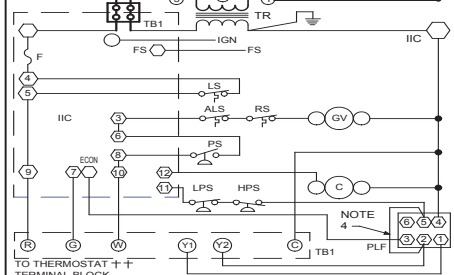 TB1
TR
IGN
FS
FS
IIC
F
4
5
LS
ALS
RS
IIC
3
GV
6
PS
8
ECON
9
7
10
12
C
11
LPS
HPS
NOTE
4
6
5
4
3
2
1
PLF
R
G
W
Y1
Y2
C
TB1
TO THERMOSTAT ++
TERMINAL BLOCK